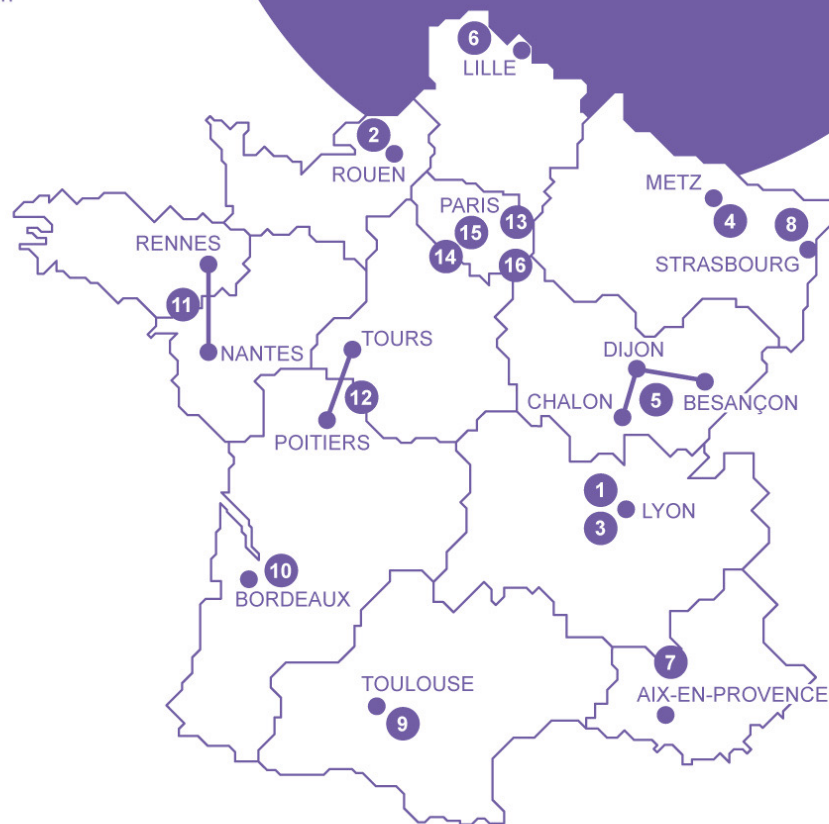 6
LILLE
2
ROUEN
METZ
4
8
STRASBOURG
PARIS
13
15
14
16
RENNES
11
NANTES
TOURS
12
POITIERS
DIJON
CHALON
5
BESANÇON
1
LYON
3
10
BORDEAUX
7
AIX-EN-PROVENCE
TOULOUSE
9